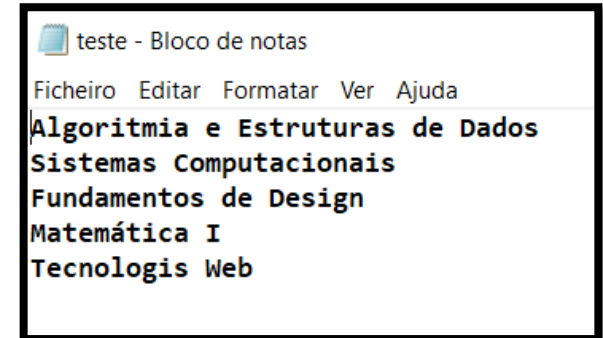 teste - Bloco de notas
Ficheiro Editar Formatar Ver Ajuda
Algoritmia e Estruturas de Dados
Sistemas Computacionais
Fundamentos de Design
Matemática I
Tecnologis Web